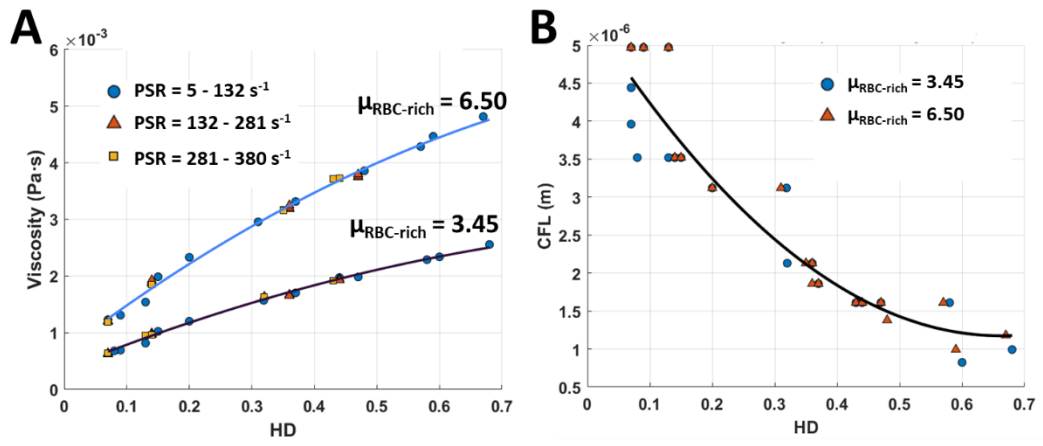 A
×10⁻³
6
5
4
3
2
1
0
Viscosity (Pa·s)
PSR = 5 - 132 s⁻¹
PSR = 132 - 281 s⁻¹
PSR = 281 - 380 s⁻¹
μRBC-rich = 6.50
μRBC-rich = 3.45
0 0.1 0.2 0.3 0.4 0.5 0.6 0.7
HD
B
×10⁻⁶
5
4.5
4
3.5
3
2.5
2
1.5
1
0.5
CFL (m)
μRBC-rich = 3.45
μRBC-rich = 6.50
0 0.1 0.2 0.3 0.4 0.5 0.6 0.7
HD